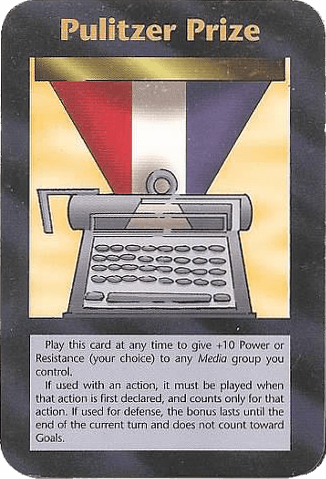 Pulitzer Prize
Play this card at any time to give +10 Power or
Resistance (your choice) to any Media group you
control.
If used with an action, it must be played when
that action is first declared, and counts only for that
action. If used for defense, the bonus lasts until the
end of the current turn and does not count toward
Goals.